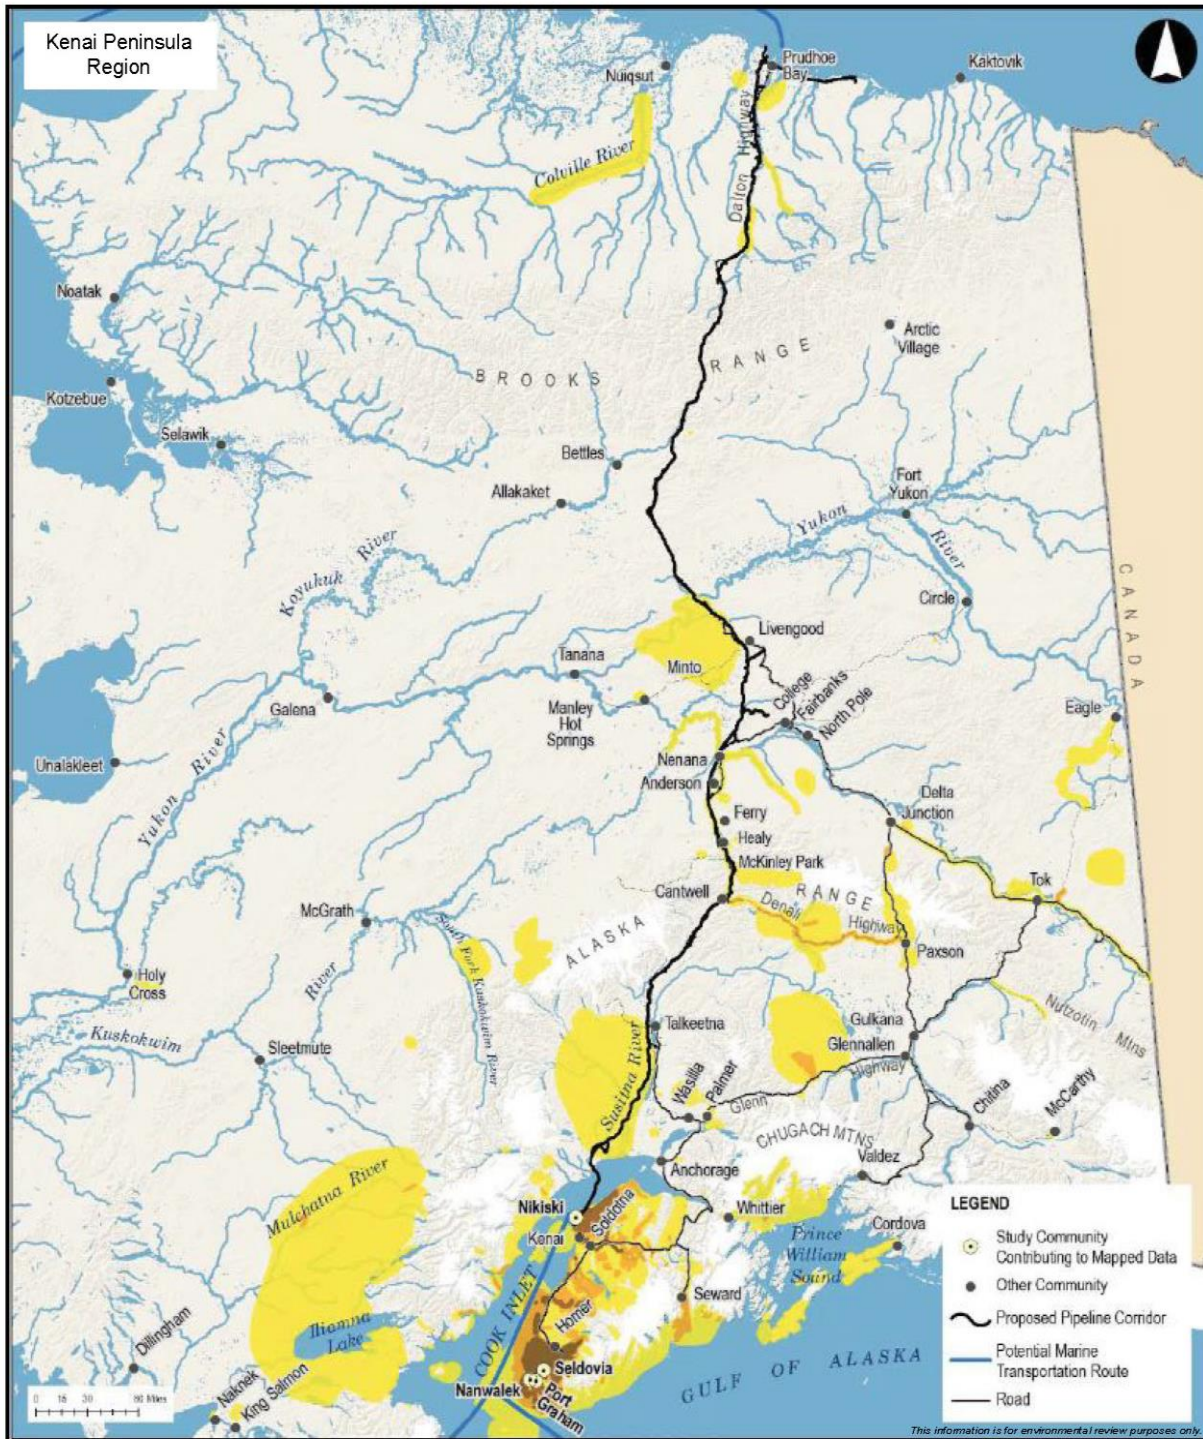 Kenai Peninsula
Region
Nuiqsut
Prudhoe
Bay
Kaktovik
Colville River
Dalton Highway
Noatak
Arctic
Village
BROOKS RANGE
Kotzebue
Selawik
Bettles
Allakaket
Fort
Yukon
Yukon River
Koyukuk River
Circle
CANADA
Livengood
Tanana
Minto
College
Fairbanks
North Pole
Manley
Hot
Springs
Galena
Eagle
Unalakleet
Yukon River
Nenana
Anderson
Ferry
Healy
Delta
Junction
McKinley Park
Tok
Cantwell
ALASKA RANGE
Denali Highway
McGrath
South Fork Kuskokwim River
Paxson
Holy
Cross
Kuskokwim River
Sleetmute
Talkeetna
Susitna River
Gulkana
Glennallen
Nutzotin Mtns
Wasilla
Palmer
Glenn Highway
Chitina
McCarthy
CHUGACH MTNS
Valdez
Anchorage
Mulchatna River
Nikiski
Soldotna
Kenai
Whittier
Prince
William
Sound
Cordova
Seward
COOK INLET
Homer
Iliamna
Lake
Dillingham
Seldovia
Nanwalek
Port
Graham
GULF OF ALASKA
Naknek
King Salmon
0 15 30 60 Miles
LEGEND
Study Community
Contributing to Mapped Data
Other Community
Proposed Pipeline Corridor
Potential Marine
Transportation Route
Road
This information is for environmental review purposes only.